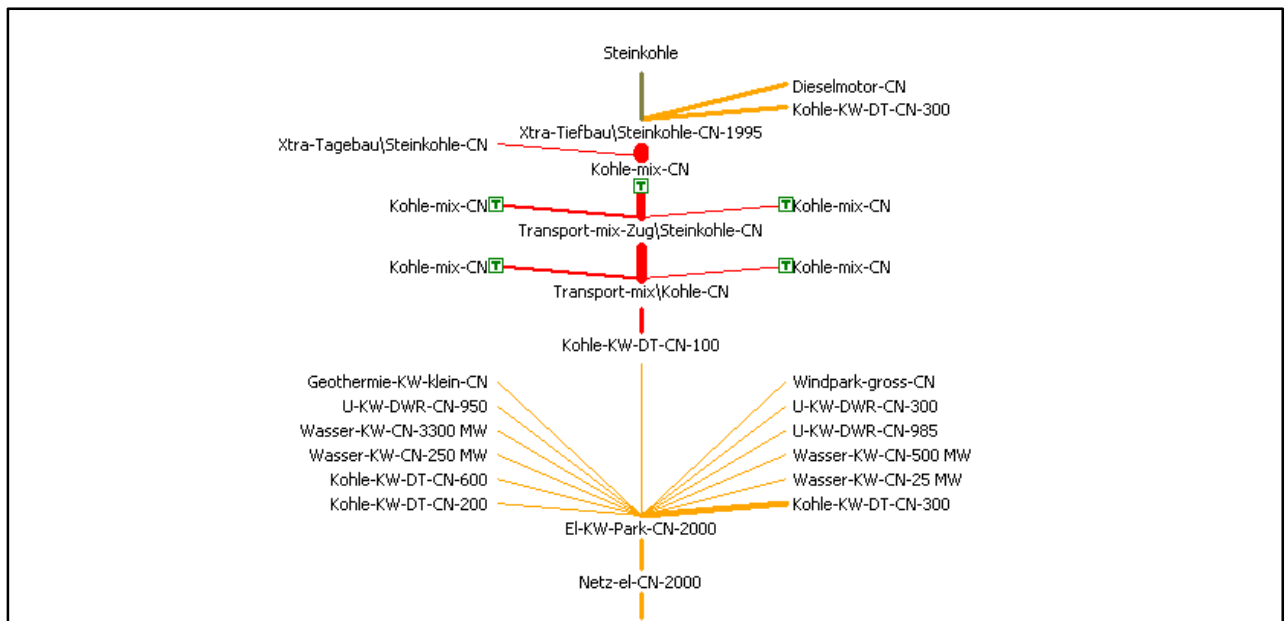 Steinkohle
Dieselmotor-CN
Kohle-KW-DT-CN-300
Xtra-Tiefbau\Steinkohle-CN-1995
Xtra-Tagebau\Steinkohle-CN
Kohle-mix-CN
T
Kohle-mix-CN T
T Kohle-mix-CN
Transport-mix-Zug\Steinkohle-CN
Kohle-mix-CN T
T Kohle-mix-CN
Transport-mix\Kohle-CN
Kohle-KW-DT-CN-100
Geothermie-KW-klein-CN
Windpark-gross-CN
U-KW-DWR-CN-950
U-KW-DWR-CN-300
Wasser-KW-CN-3300 MW
U-KW-DWR-CN-985
Wasser-KW-CN-250 MW
Wasser-KW-CN-500 MW
Kohle-KW-DT-CN-600
Wasser-KW-CN-25 MW
Kohle-KW-DT-CN-200
Kohle-KW-DT-CN-300
El-KW-Park-CN-2000
Netz-el-CN-2000